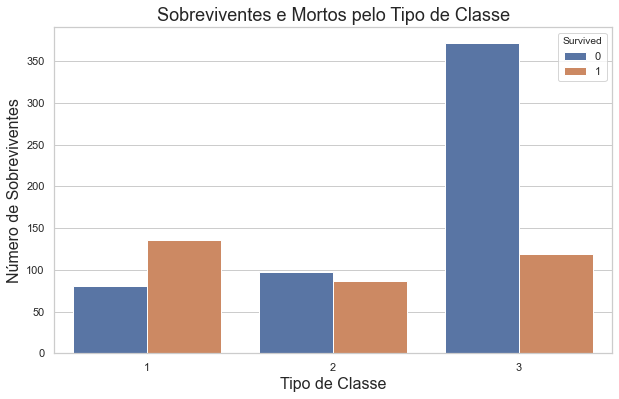 Sobreviventes e Mortos pelo Tipo de Classe
Survived
0
1
Número de Sobreviventes
350
300
250
200
150
100
50
0
1 2 3
Tipo de Classe